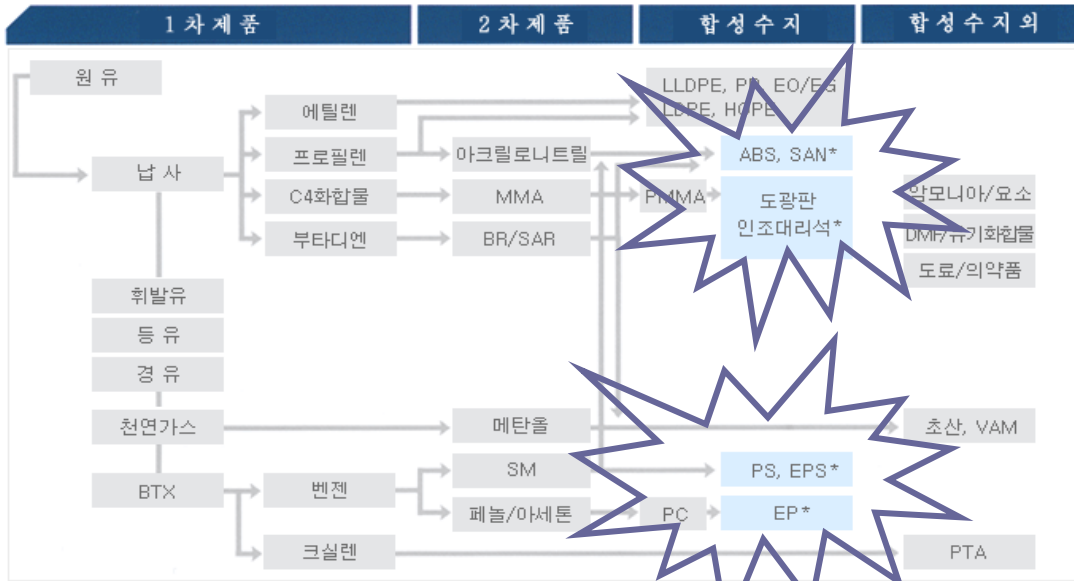 1 차 제 품
2 차 제 품
합 성 수 지
합 성 수 지 외
원 유
에틸렌
LLDPE, PP, EO/EG
LDPE, HOPE
프로필렌
아크릴로니트릴
ABS, SAN*
납 사
C4화합물
MMA
PMMA
도광판
인조대리석*
암모니아/요소
부타디엔
BR/SAR
DMF/유기화합물
도료/의약품
휘발유
등 유
경 유
천연가스
메탄올
초산, VAM
BTX
벤젠
SM
PS, EPS*
페놀/아세톤
PC
EP*
크실렌
PTA